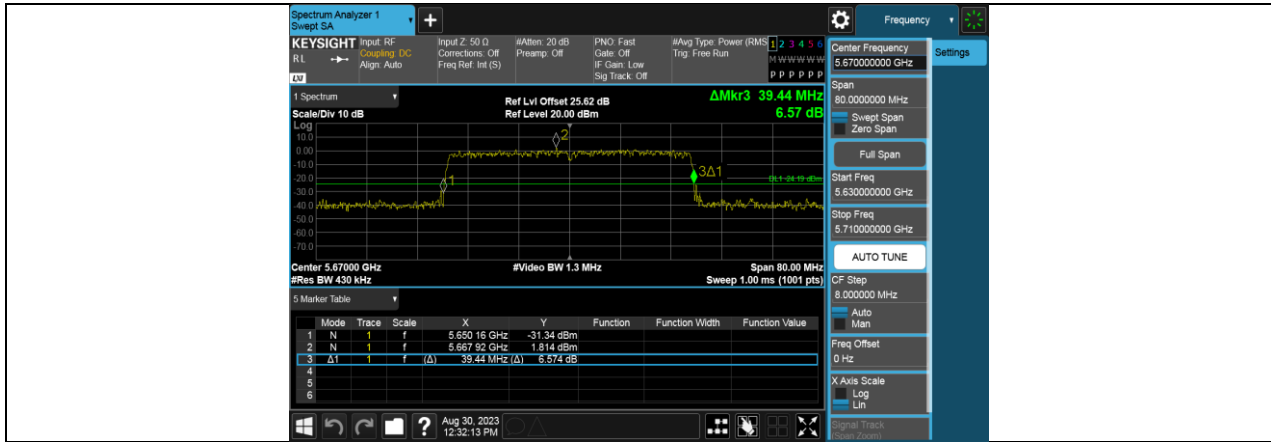 Spectrum Analyzer 1
Swept SA
+
Frequency
KEYSIGHT
RL
LXI
Input: RF
Coupling: DC
Align: Auto
Input Z: 50 Ω
Corrections: Off
Freq Ref: Int (S)
#Atten: 20 dB
Preamp: Off
PNO: Fast
Gate: Off
IF Gain: Low
Sig Track: Off
#Avg Type: Power (RMS
Trig: Free Run
1 2 3 4 5 6
M W W W W W
P P P P P P
1 Spectrum
Scale/Div 10 dB
Ref Lvl Offset 25.62 dB
Ref Level 20.00 dBm
ΔMkr3 39.44 MHz
6.57 dB
Log
10.0
0.00
-10.0
-20.0
-30.0
-40.0
-50.0
-60.0
-70.0
1
2
3Δ1
DL1 -24.19 dBm
Center 5.67000 GHz
#Res BW 430 kHz
#Video BW 1.3 MHz
Span 80.00 MHz
Sweep 1.00 ms (1001 pts)
5 Marker Table
Mode Trace Scale X Y Function Function Width Function Value
1 N 1 f 5.650 16 GHz -31.34 dBm
2 N 1 f 5.667 92 GHz 1.814 dBm
3 Δ1 1 f (Δ) 39.44 MHz (Δ) 6.574 dB
4
5
6
?
Aug 30, 2023
12:32:13 PM
Center Frequency
5.670000000 GHz
Settings
Span
80.0000000 MHz
Swept Span
Zero Span
Full Span
Start Freq
5.630000000 GHz
Stop Freq
5.710000000 GHz
AUTO TUNE
CF Step
8.000000 MHz
Auto
Man
Freq Offset
0 Hz
X Axis Scale
Log
Lin
Signal Track
(Span Zoom)